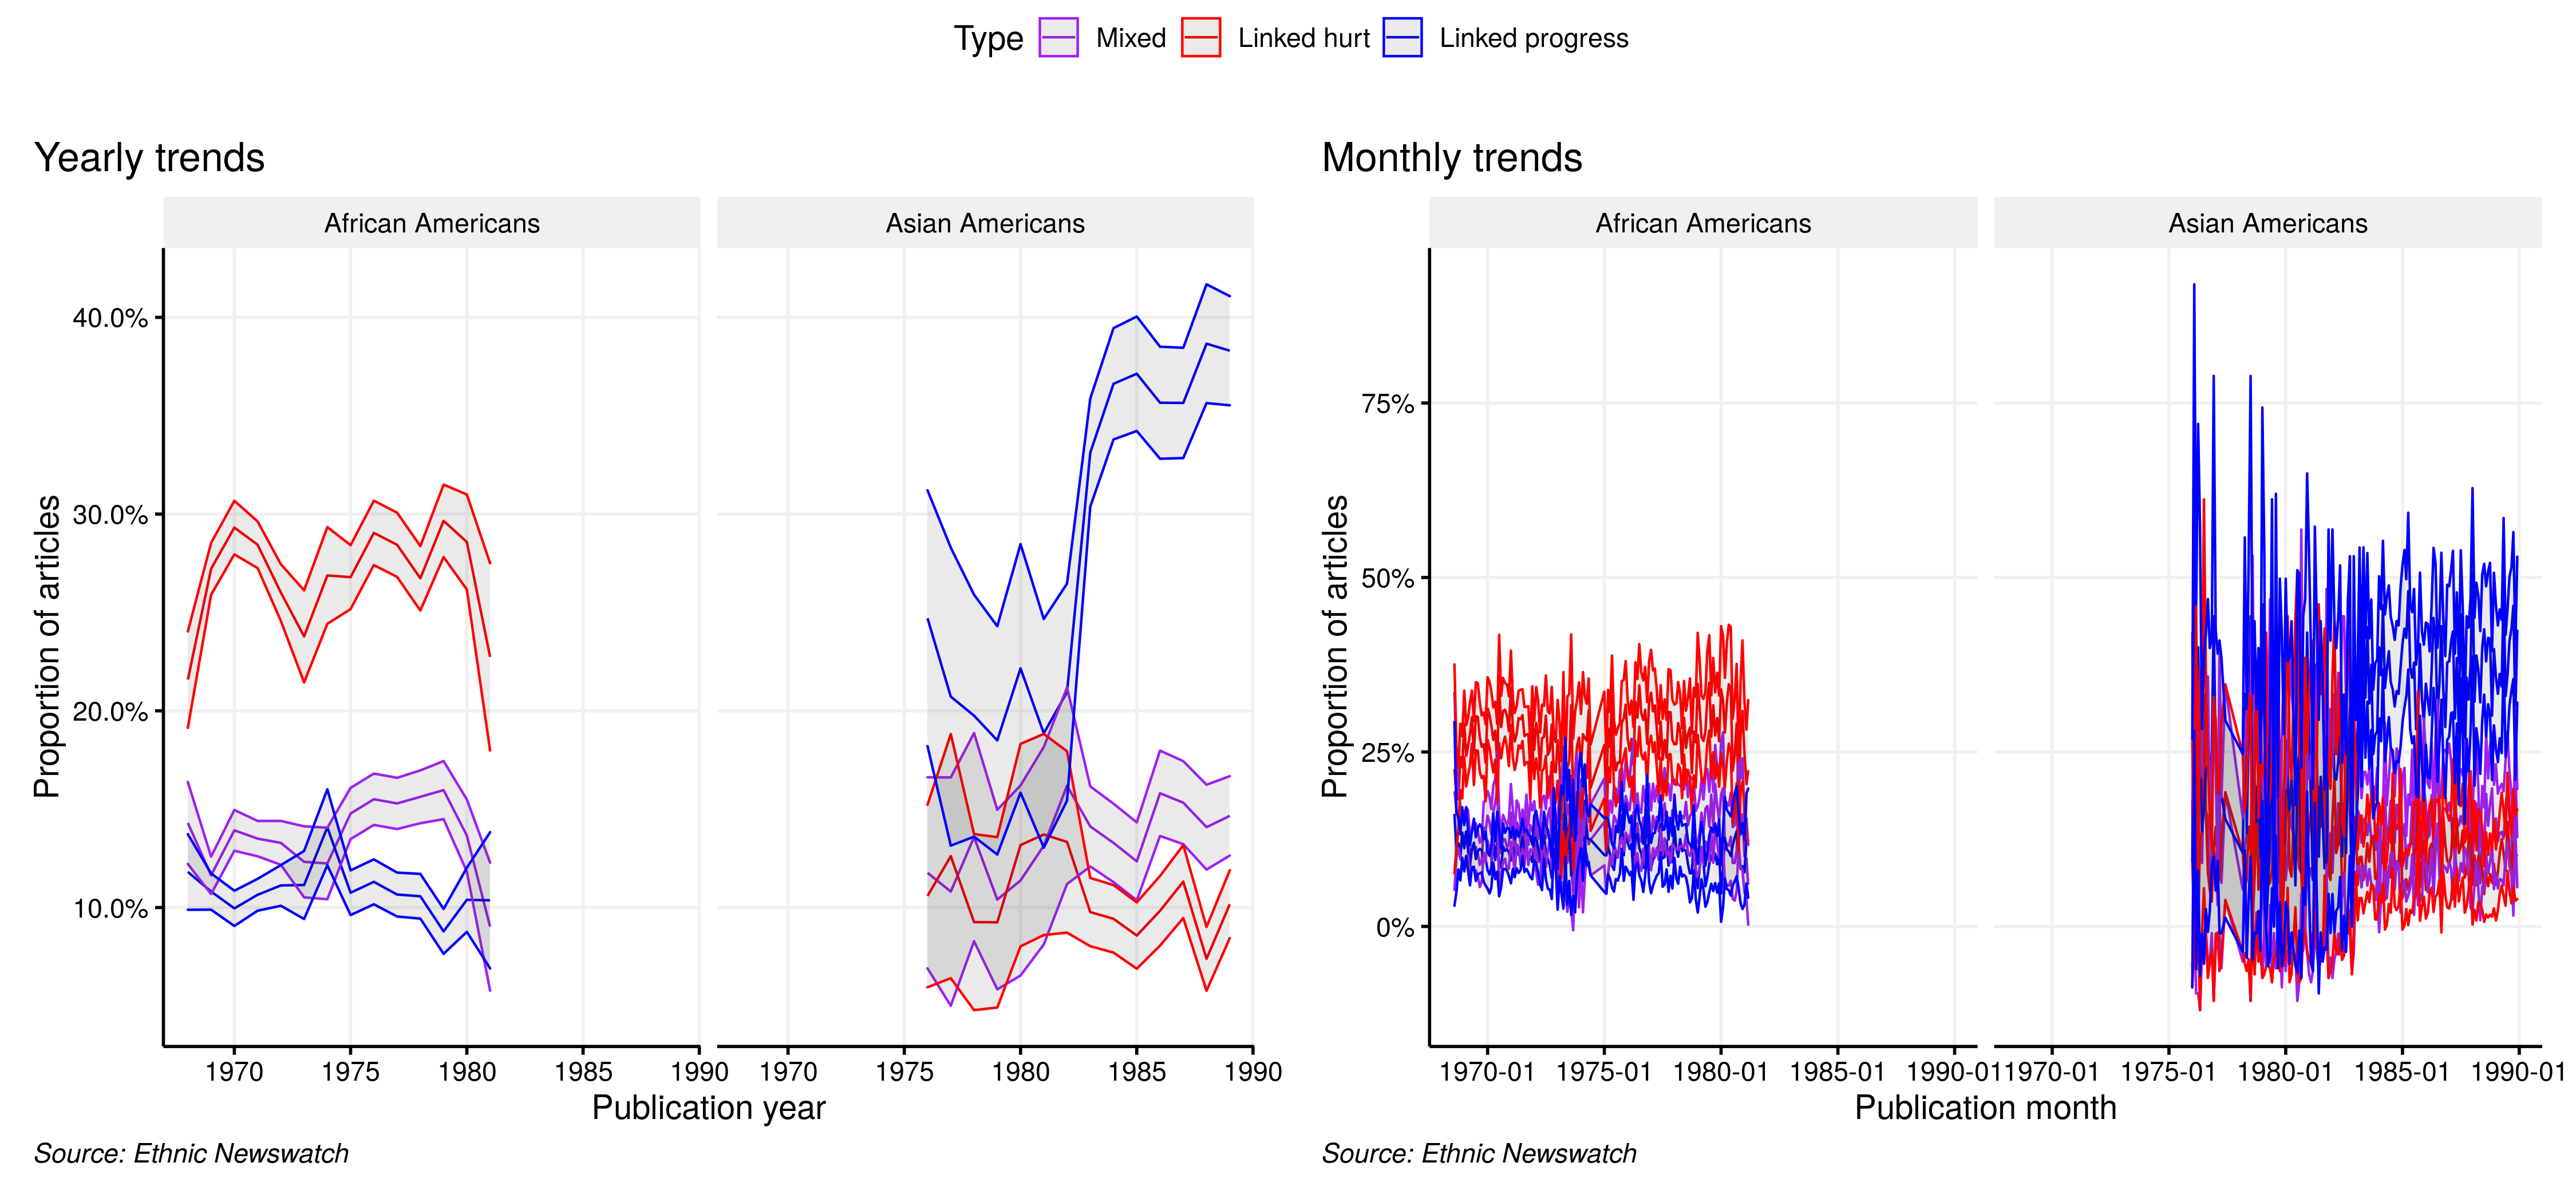 Type Mixed Linked hurt Linked progress
Yearly trends
African Americans Asian Americans
Proportion of articles
40.0%
30.0%
20.0%
10.0%
1970 1975 1980 1985 1990 1970 1975 1980 1985 1990
Publication year
Source: Ethnic Newswatch
Monthly trends
African Americans Asian Americans
Proportion of articles
75%
50%
25%
0%
1970-01 1975-01 1980-01 1985-01 1990-01 1970-01 1975-01 1980-01 1985-01 1990-01
Publication month
Source: Ethnic Newswatch